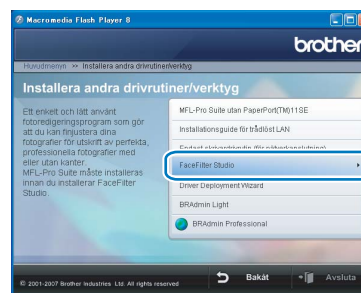 Macromedia Flash Player 8
brother
Huvudmenyn >> Installera andra drivrutiner/verktyg
Installera andra drivrutiner/verktyg
Ett enkelt och lätt använt
fotoredigeringsprogram som gör
att du kan finjustera dina
fotografier för utskrift av perfekta,
professionella fotografier med
eller utan kanter.
MFL-Pro Suite måste installeras
innan du installerar FaceFilter
Studio.
MFL-Pro Suite utan PaperPort(TM)11SE
Installationsguide för trådlöst LAN
Endast skrivardrivdin (för nätverksanslutning)
FaceFilter Studio
Driver Deployment Wizard
BRAdmin Light
BRAdmin Professional
© 2001-2007 Brother Industries Ltd. All rights reserved
Bakåt
Avsluta